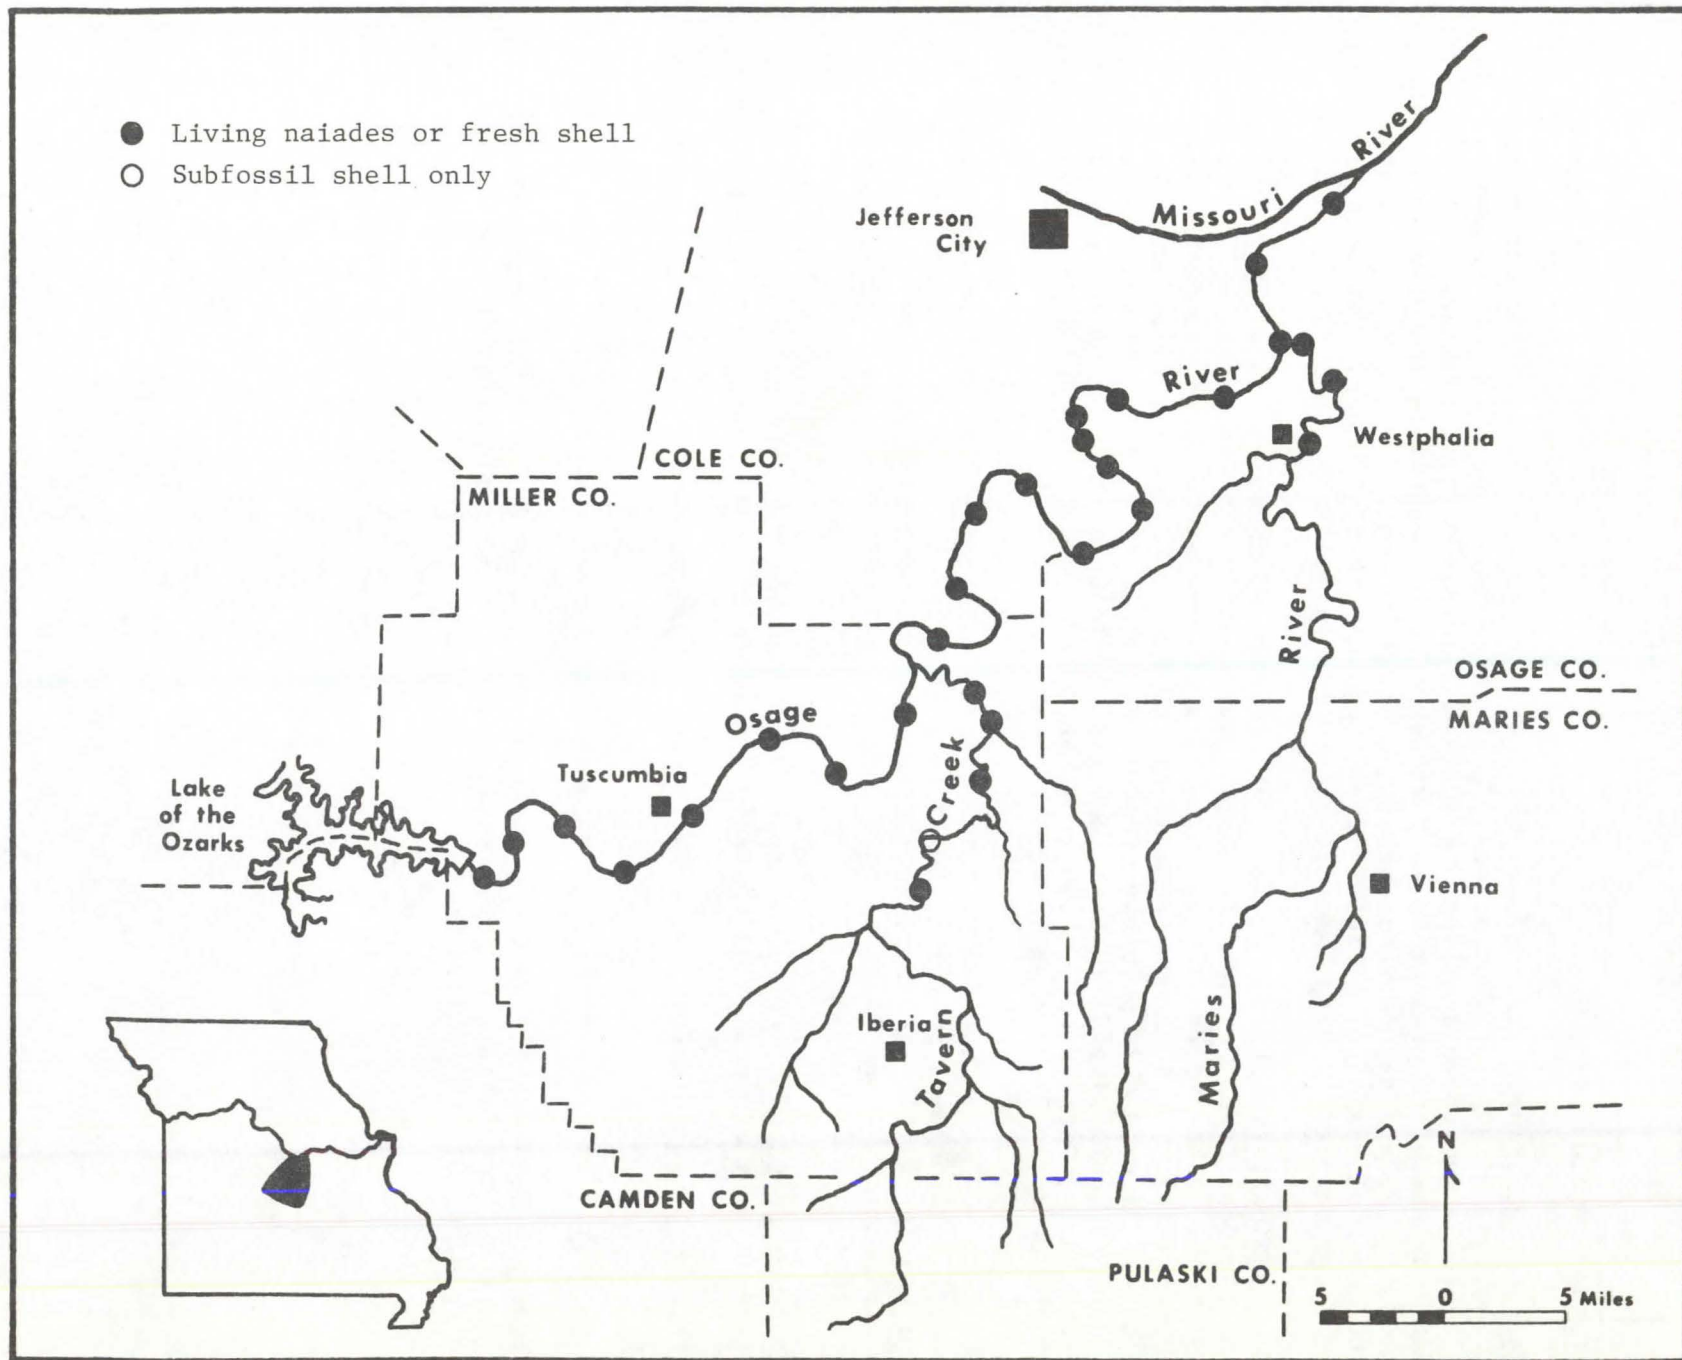 Living naiades or fresh shell
Subfossil shell only
Jefferson
City
Missouri River
River
Westphalia
COLE CO.
MILLER CO.
River
OSAGE CO.
MARIES CO.
Osage
Tuscumbia
Creek
Lake
of the
Ozarks
Vienna
Iberia
Tavern
Maries
CAMDEN CO.
PULASKI CO.
N
5 0 5 Miles